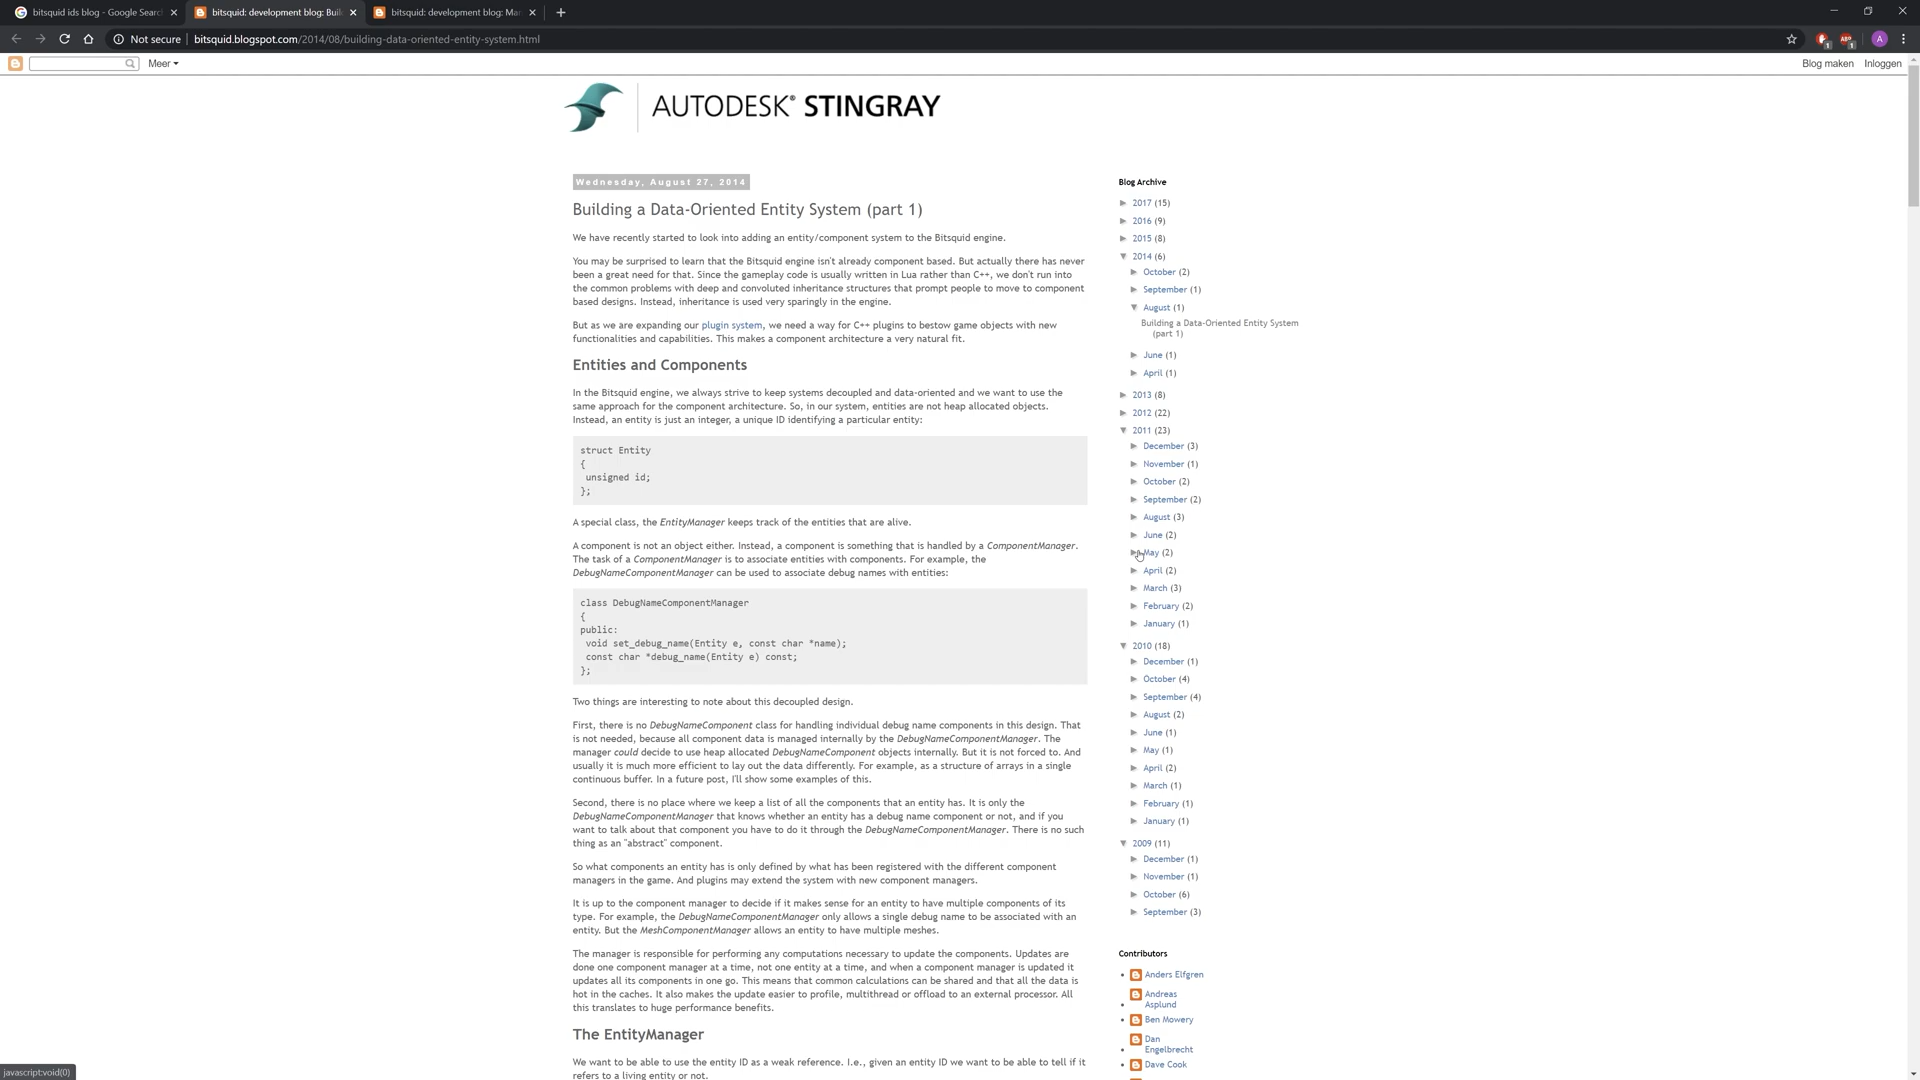 bitsquid ids blog - Google Searc
bitsquid: development blog: Buil
bitsquid: development blog: Mar
Not secure
bitsquid.blogspot.com/2014/08/building-data-oriented-entity-system.html
Meer
Blog maken
Inloggen
AUTODESK® STINGRAY
Wednesday, August 27, 2014
Building a Data-Oriented Entity System (part 1)
We have recently started to look into adding an entity/component system to the Bitsquid engine.
You may be surprised to learn that the Bitsquid engine isn't already component based. But actually there has never
been a great need for that. Since the gameplay code is usually written in Lua rather than C++, we don't run into
the common problems with deep and convoluted inheritance structures that prompt people to move to component
based designs. Instead, inheritance is used very sparingly in the engine.
But as we are expanding our plugin system, we need a way for C++ plugins to bestow game objects with new
functionalities and capabilities. This makes a component architecture a very natural fit.
Entities and Components
In the Bitsquid engine, we always strive to keep systems decoupled and data-oriented and we want to use the
same approach for the component architecture. So, in our system, entities are not heap allocated objects.
Instead, an entity is just an integer, a unique ID identifying a particular entity:
struct Entity
{
unsigned id;
};
A special class, the EntityManager keeps track of the entities that are alive.
A component is not an object either. Instead, a component is something that is handled by a ComponentManager.
The task of a ComponentManager is to associate entities with components. For example, the
DebugNameComponentManager can be used to associate debug names with entities:
class DebugNameComponentManager
{
public:
void set_debug_name(Entity e, const char *name);
const char *debug_name(Entity e) const;
};
Two things are interesting to note about this decoupled design.
First, there is no DebugNameComponent class for handling individual debug name components in this design. That
is not needed, because all component data is managed internally by the DebugNameComponentManager. The
manager could decide to use heap allocated DebugNameComponent objects internally. But it is not forced to. And
usually it is much more efficient to lay out the data differently. For example, as a structure of arrays in a single
continuous buffer. In a future post, I'll show some examples of this.
Second, there is no place where we keep a list of all the components that an entity has. It is only the
DebugNameComponentManager that knows whether an entity has a debug name component or not, and if you
want to talk about that component you have to do it through the DebugNameComponentManager. There is no such
thing as an "abstract" component.
So what components an entity has is only defined by what has been registered with the different component
managers in the game. And plugins may extend the system with new component managers.
It is up to the component manager to decide if it makes sense for an entity to have multiple components of its
type. For example, the DebugNameComponentManager only allows a single debug name to be associated with an
entity. But the MeshComponentManager allows an entity to have multiple meshes.
The manager is responsible for performing any computations necessary to update the components. Updates are
done one component manager at a time, not one entity at a time, and when a component manager is updated it
updates all its components in one go. This means that common calculations can be shared and that all the data is
hot in the caches. It also makes the update easier to profile, multithread or offload to an external processor. All
this translates to huge performance benefits.
The EntityManager
We want to be able to use the entity ID as a weak reference. I.e., given an entity ID we want to be able to tell if it
refers to a living entity or not.
Blog Archive
► 2017 (15)
► 2016 (9)
► 2015 (8)
▼ 2014 (6)
► October (2)
► September (1)
▼ August (1)
Building a Data-Oriented Entity System
(part 1)
► June (1)
► April (1)
► 2013 (8)
► 2012 (22)
▼ 2011 (23)
► December (3)
► November (1)
► October (2)
► September (2)
► August (3)
► June (2)
► May (2)
► April (2)
► March (3)
► February (2)
► January (1)
▼ 2010 (18)
► December (1)
► October (4)
► September (4)
► August (2)
► June (1)
► May (1)
► April (2)
► March (1)
► February (1)
► January (1)
▼ 2009 (11)
► December (1)
► November (1)
► October (6)
► September (3)
Contributors
Anders Elfgren
Andreas
Asplund
Ben Mowery
Dan
Engelbrecht
Dave Cook
javascript:void(0)